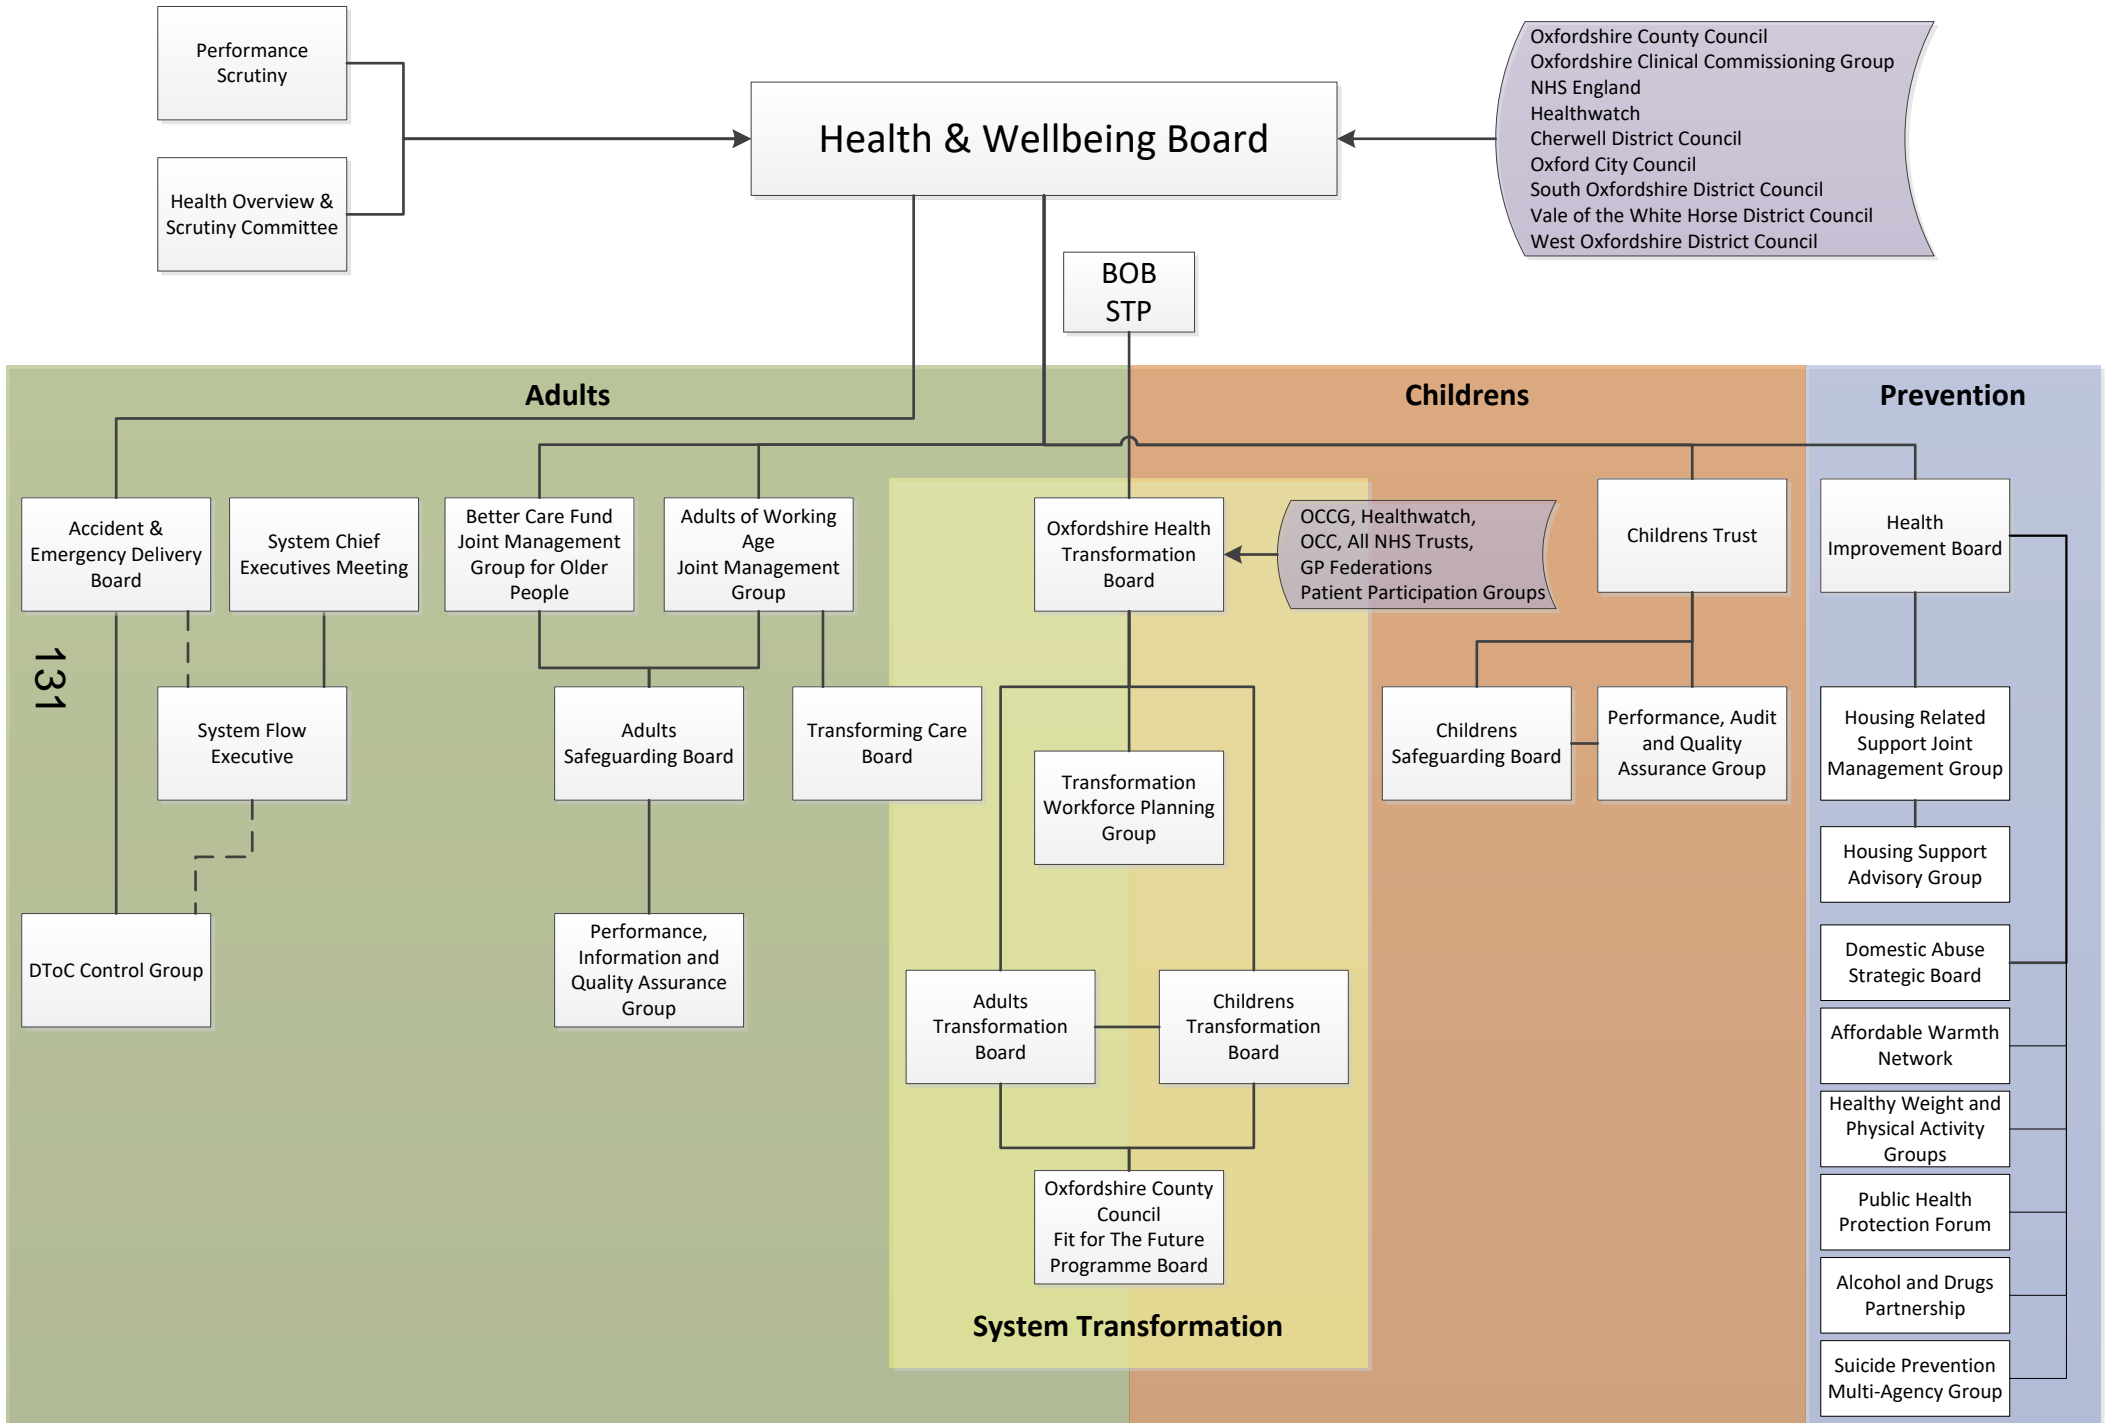 Performance
Scrutiny
Health Overview &
Scrutiny Committee
Health & Wellbeing Board
Oxfordshire County Council
Oxfordshire Clinical Commissioning Group
NHS England
Healthwatch
Cherwell District Council
Oxford City Council
South Oxfordshire District Council
Vale of the White Horse District Council
West Oxfordshire District Council
BOB
STP
Adults
Childrens
Prevention
Accident &
Emergency Delivery
Board
System Chief
Executives Meeting
Better Care Fund
Joint Management
Group for Older
People
Adults of Working
Age
Joint Management
Group
Oxfordshire Health
Transformation
Board
OCCG, Healthwatch,
OCC, All NHS Trusts,
GP Federations
Patient Participation Groups
Childrens Trust
Health
Improvement Board
131
System Flow
Executive
Adults
Safeguarding Board
Transforming Care
Board
Transformation
Workforce Planning
Group
Childrens
Safeguarding Board
Performance, Audit
and Quality
Assurance Group
Housing Related
Support Joint
Management Group
Housing Support
Advisory Group
DToC Control Group
Performance,
Information and
Quality Assurance
Group
Adults
Transformation
Board
Childrens
Transformation
Board
Domestic Abuse
Strategic Board
Affordable Warmth
Network
Healthy Weight and
Physical Activity
Groups
Oxfordshire County
Council
Fit for The Future
Programme Board
Public Health
Protection Forum
Alcohol and Drugs
Partnership
System Transformation
Suicide Prevention
Multi-Agency Group